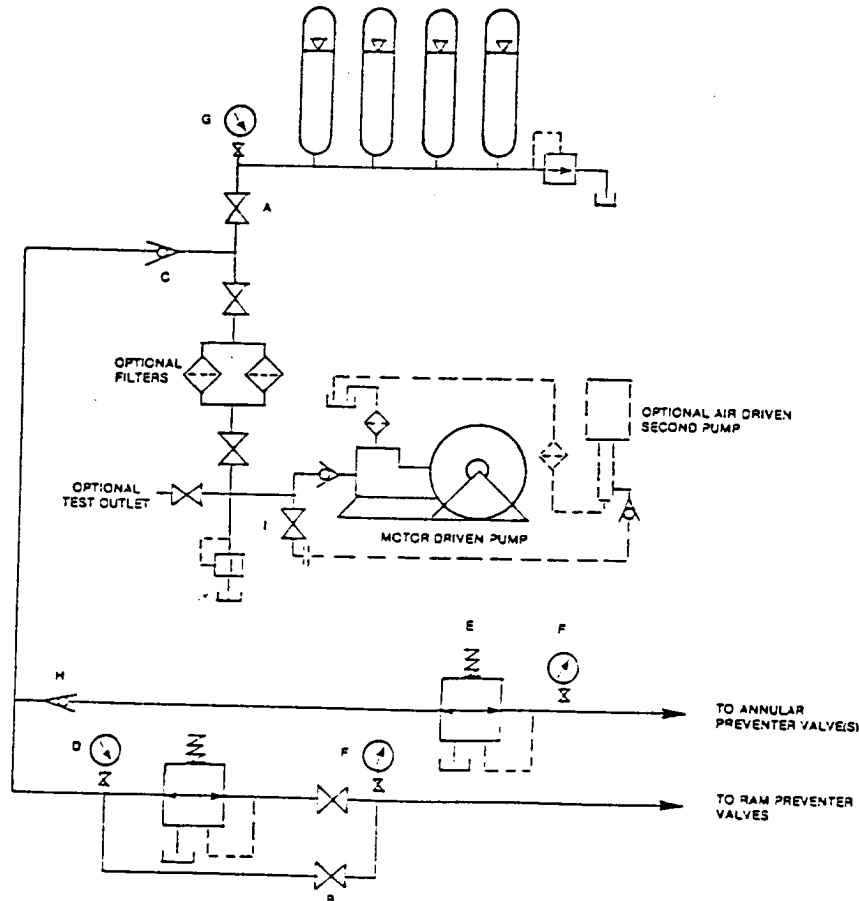 G
A
C
OPTIONAL
FILTERS
OPTIONAL AIR DRIVEN
SECOND PUMP
OPTIONAL
TEST OUTLET
I
MOTOR DRIVEN PUMP
E
F
H
TO ANNULAR
PREVENTER VALVE(S)
D
F
TO RAM PREVENTER
VALVES
B